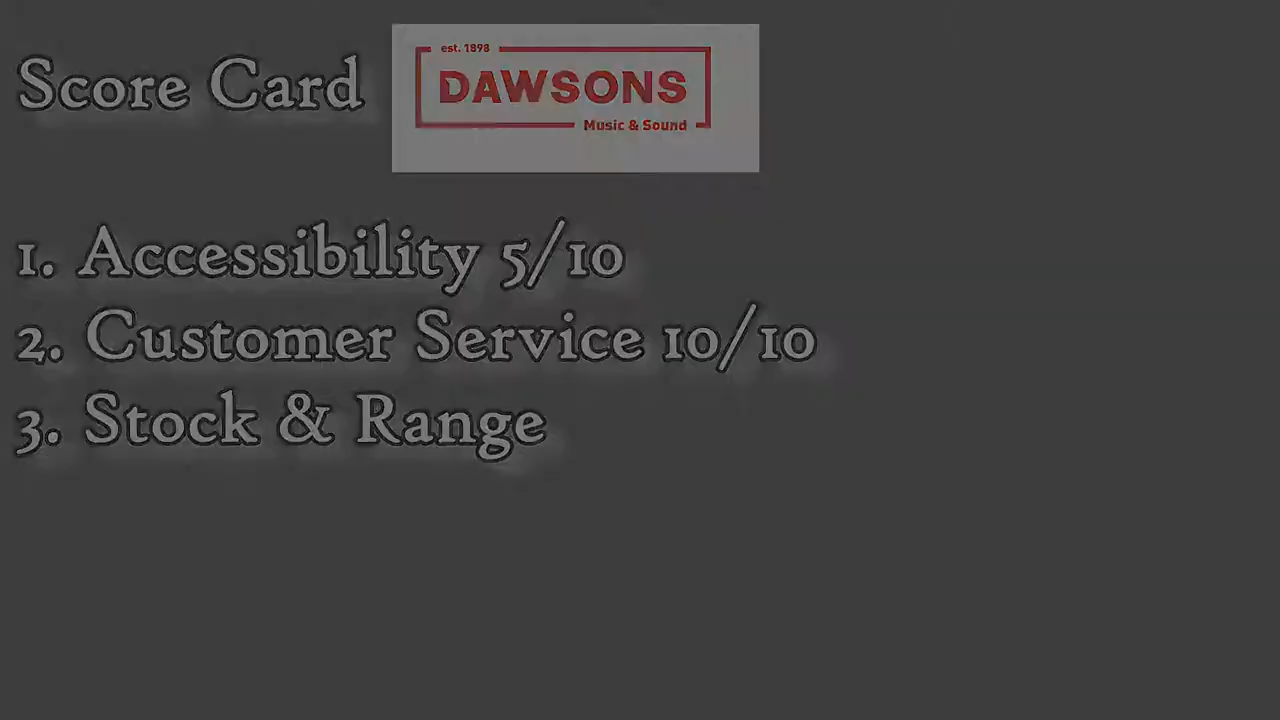 Score Card
est. 1898
DAWSONS
Music & Sound
1. Accessibility 5/10
2. Customer Service 10/10
3. Stock & Range